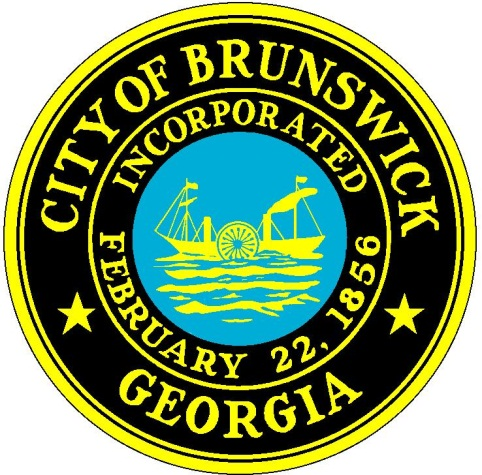 CITY OF BRUNSWICK
INCORPORATED
FEBRUARY 22, 1856
GEORGIA